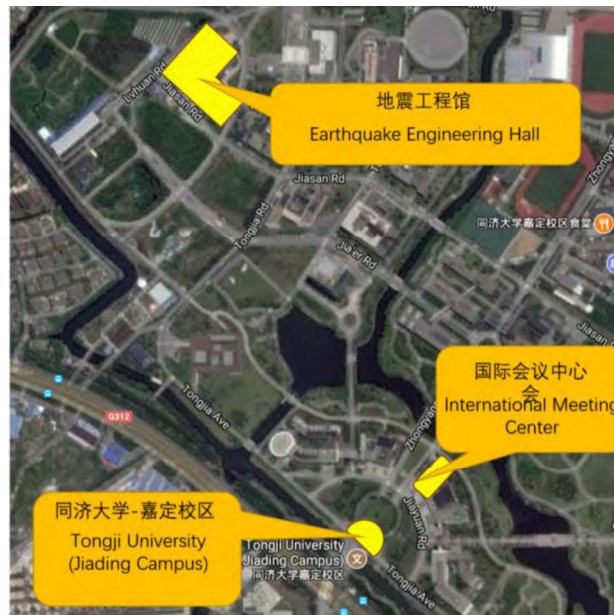 Lvhuan Rd
Jiasan Rd
地震工程馆
Earthquake Engineering Hall
Jiasan Rd
Tongjia Rd
Jia'er Rd
同济大学嘉定校区食堂
国际会议中心
会
International Meeting
Center
G312
Tongjia Ave
Jiayuan Rd
同济大学-嘉定校区
Tongji University
(Jiading Campus)
Tongji University
(Jiading Campus)
同济大学嘉定校区
文
Tongjia Ave